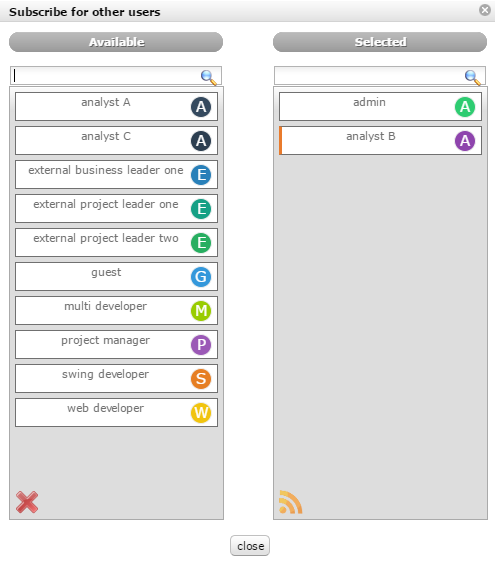 Subscribe for other users
Available
Selected
analyst A
A
analyst C
A
external business leader one
E
external project leader one
E
external project leader two
E
guest
G
multi developer
M
project manager
P
swing developer
S
web developer
W
admin
A
analyst B
A
close